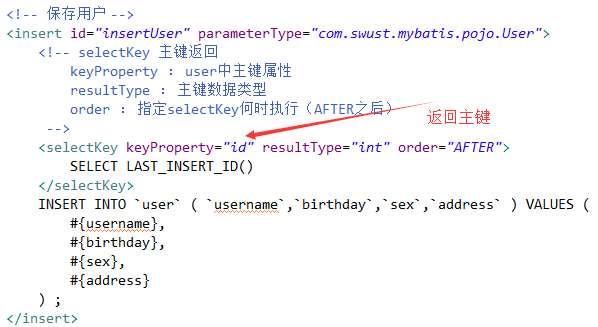 <!-- 保存用户 -->
<insert id="insertUser" parameterType="com.swust.mybatis.pojo.User">
<!-- selectKey 主键返回
keyProperty : user中主键属性
resultType : 主键数据类型
order : 指定selectKey何时执行（AFTER之后）
-->
返回主键
<selectKey keyProperty="id" resultType="int" order="AFTER">
SELECT LAST_INSERT_ID()
</selectKey>
INSERT INTO `user` ( `username`,`birthday`,`sex`,`address` ) VALUES (
#{username},
#{birthday},
#{sex},
#{address}
) ;
</insert>